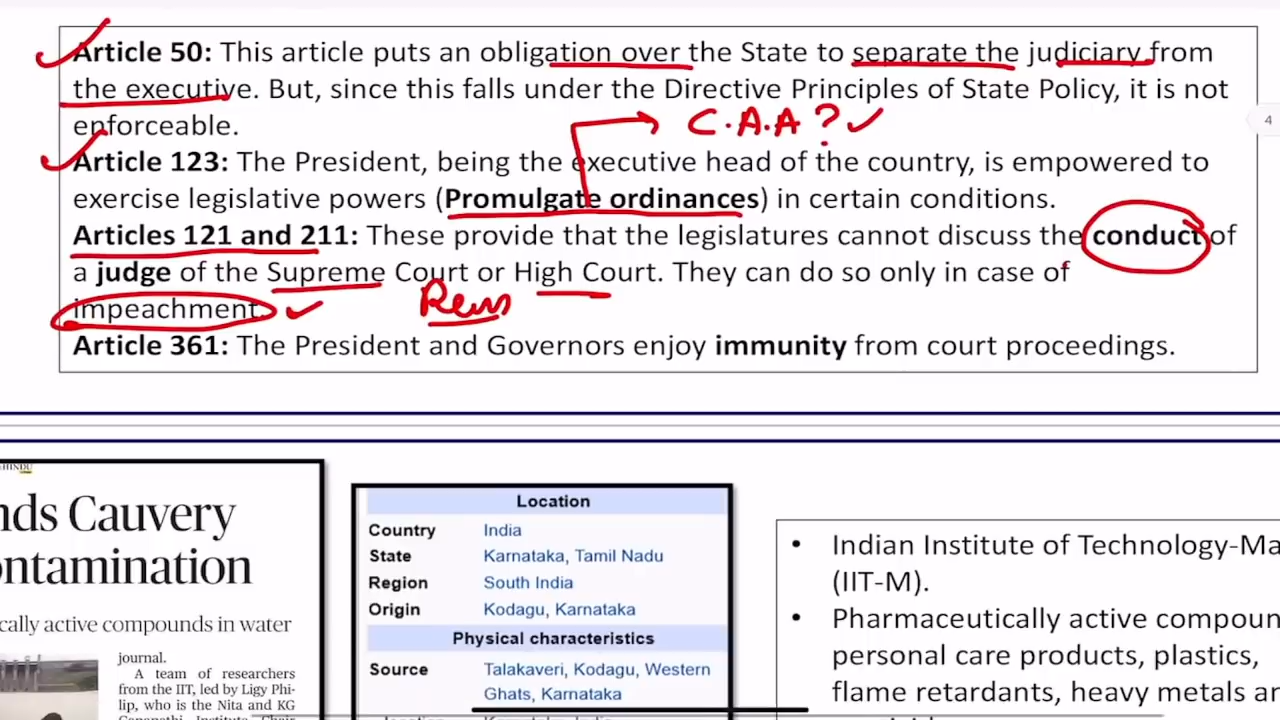 Article 50: This article puts an obligation over the State to separate the judiciary from
the executive. But, since this falls under the Directive Principles of State Policy, it is not
enforceable.
C.A.A ?
4
Article 123: The President, being the executive head of the country, is empowered to
exercise legislative powers (Promulgate ordinances) in certain conditions.
Articles 121 and 211: These provide that the legislatures cannot discuss the conduct of
a judge of the Supreme Court or High Court. They can do so only in case of
impeachment.
Article 361: The President and Governors enjoy immunity from court proceedings.
HINDU
nds Cauvery
ontamination
cally active compounds in water
journal.
A team of researchers
from the IIT, led by Ligy Phi-
lip, who is the Nita and KG
Location
Country India
State Karnataka, Tamil Nadu
Region South India
Origin Kodagu, Karnataka
Physical characteristics
Source Talakaveri, Kodagu, Western
Ghats, Karnataka
• Indian Institute of Technology-Ma
(IIT-M).
• Pharmaceutically active compoun
personal care products, plastics,
flame retardants, heavy metals ar